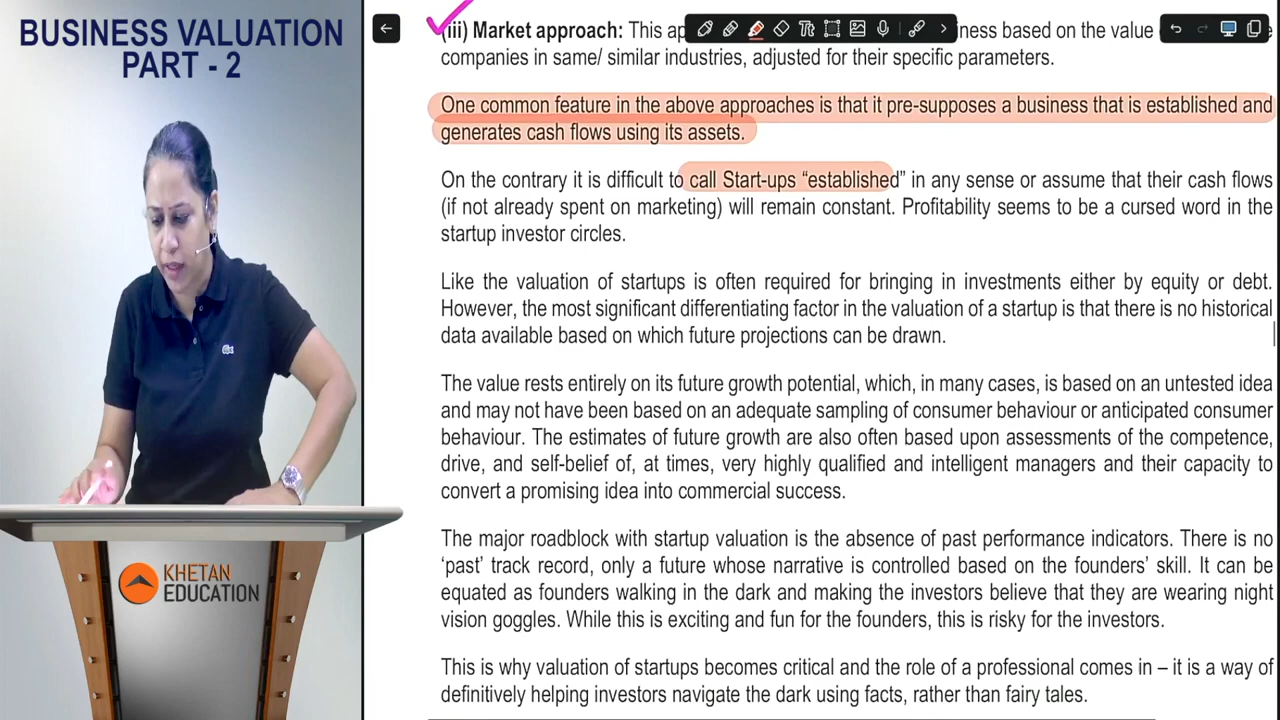 BUSINESS VALUATION
PART - 2
(iii) Market approach: This ap iness based on the value
companies in same/ similar industries, adjusted for their specific parameters.
One common feature in the above approaches is that it pre-supposes a business that is established and
generates cash flows using its assets.
On the contrary it is difficult to call Start-ups “established” in any sense or assume that their cash flows
(if not already spent on marketing) will remain constant. Profitability seems to be a cursed word in the
startup investor circles.
Like the valuation of startups is often required for bringing in investments either by equity or debt.
However, the most significant differentiating factor in the valuation of a startup is that there is no historical
data available based on which future projections can be drawn.
The value rests entirely on its future growth potential, which, in many cases, is based on an untested idea
and may not have been based on an adequate sampling of consumer behaviour or anticipated consumer
behaviour. The estimates of future growth are also often based upon assessments of the competence,
drive, and self-belief of, at times, very highly qualified and intelligent managers and their capacity to
convert a promising idea into commercial success.
The major roadblock with startup valuation is the absence of past performance indicators. There is no
‘past’ track record, only a future whose narrative is controlled based on the founders’ skill. It can be
equated as founders walking in the dark and making the investors believe that they are wearing night
vision goggles. While this is exciting and fun for the founders, this is risky for the investors.
This is why valuation of startups becomes critical and the role of a professional comes in – it is a way of
definitively helping investors navigate the dark using facts, rather than fairy tales.
KHETAN
EDUCATION